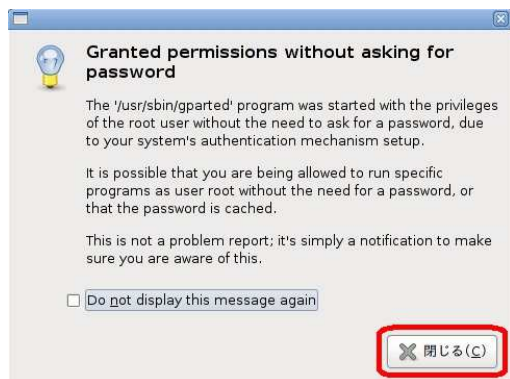 Granted permissions without asking for
password
The '/usr/sbin/gparted' program was started with the privileges
of the root user without the need to ask for a password, due
to your system's authentication mechanism setup.
It is possible that you are being allowed to run specific
programs as user root without the need for a password, or
that the password is cached.
This is not a problem report; it's simply a notification to make
sure you are aware of this.
Do not display this message again
閉じる(C)